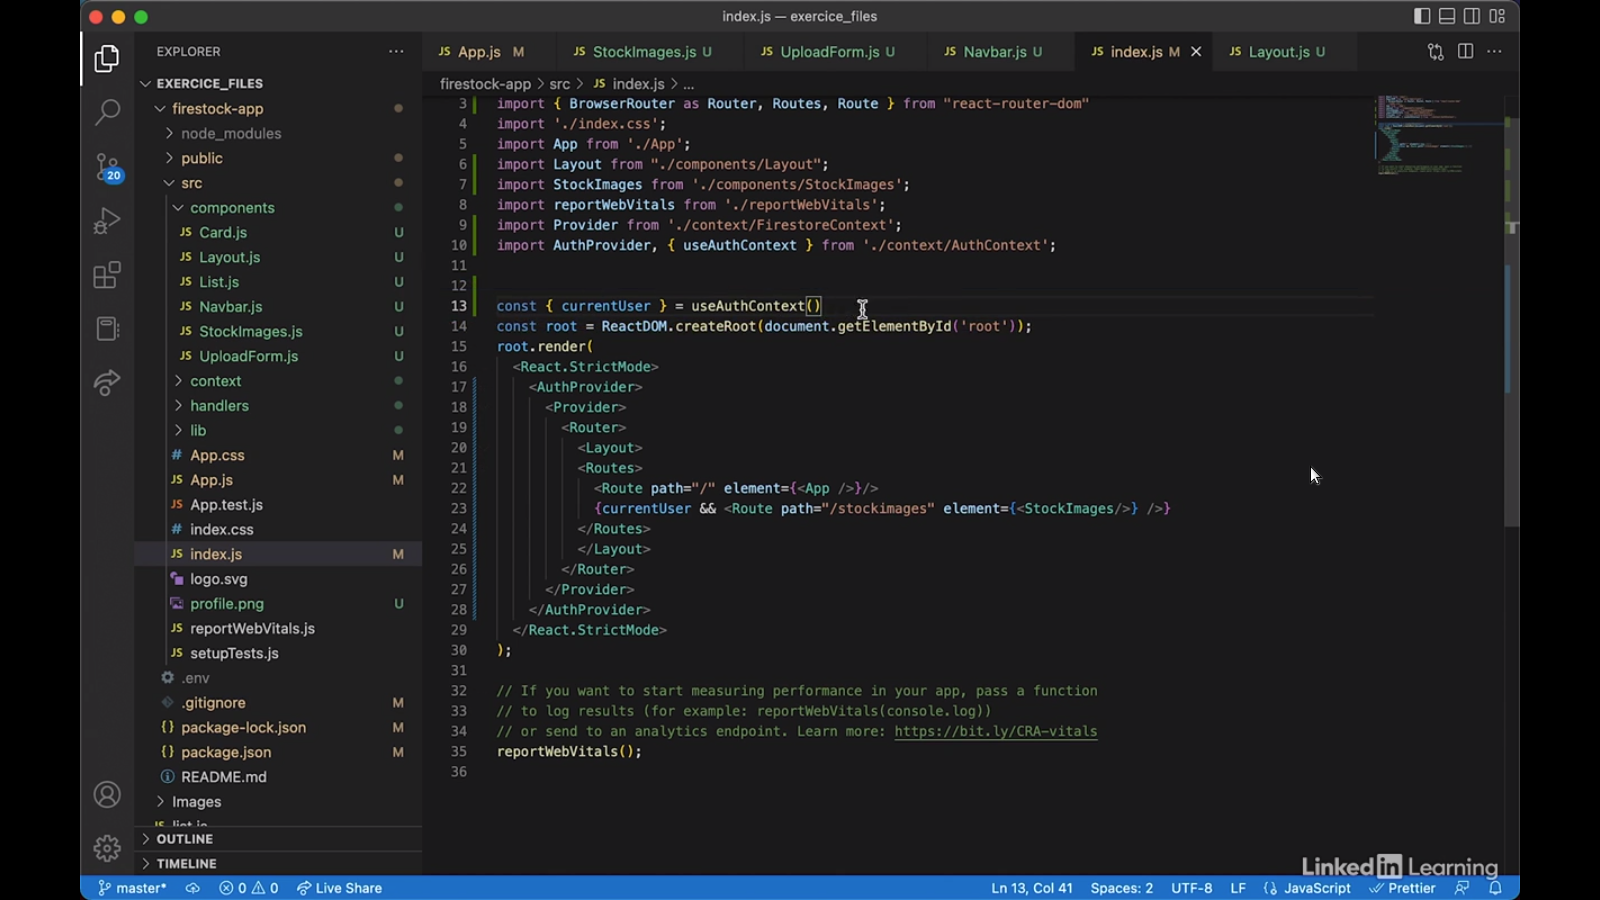 index.js — exercice_files
EXPLORER
EXERCICE_FILES
firestock-app
node_modules
public
src
components
JS Card.js U
JS Layout.js U
JS List.js U
JS Navbar.js U
JS StockImages.js U
JS UploadForm.js U
context
handlers
lib
# App.css M
JS App.js M
JS App.test.js
# index.css
JS index.js M
logo.svg
profile.png U
JS reportWebVitals.js
JS setupTests.js
.env
.gitignore M
{} package-lock.json M
{} package.json M
README.md
Images
OUTLINE
TIMELINE
20
JS App.js M JS StockImages.js U JS UploadForm.js U JS Navbar.js U JS index.js M JS Layout.js U
firestock-app > src > JS index.js > ...
3 import { BrowserRouter as Router, Routes, Route } from "react-router-dom"
4 import './index.css';
5 import App from './App';
6 import Layout from "./components/Layout";
7 import StockImages from './components/StockImages';
8 import reportWebVitals from './reportWebVitals';
9 import Provider from './context/FirestoreContext';
10 import AuthProvider, { useAuthContext } from './context/AuthContext';
11
12
13 const { currentUser } = useAuthContext()
14 const root = ReactDOM.createRoot(document.getElementById('root'));
15 root.render(
16 <React.StrictMode>
17 <AuthProvider>
18 <Provider>
19 <Router>
20 <Layout>
21 <Routes>
22 <Route path="/" element={<App />}/>
23 {currentUser && <Route path="/stockimages" element={<StockImages/>} />}
24 </Routes>
25 </Layout>
26 </Router>
27 </Provider>
28 </AuthProvider>
29 </React.StrictMode>
30 );
31
32 // If you want to start measuring performance in your app, pass a function
33 // to log results (for example: reportWebVitals(console.log))
34 // or send to an analytics endpoint. Learn more: https://bit.ly/CRA-vitals
35 reportWebVitals();
36
LinkedIn Learning
master* 0 0 Live Share Ln 13, Col 41 Spaces: 2 UTF-8 LF {} JavaScript Prettier